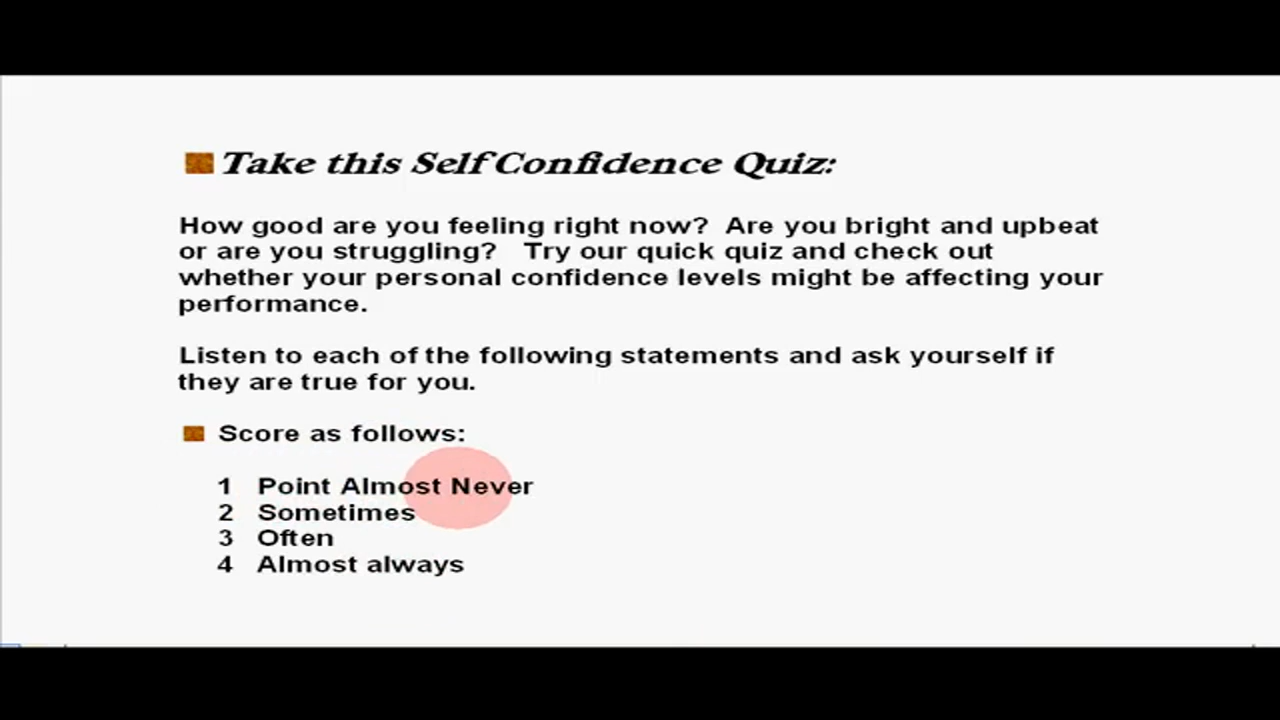 Take this Self Confidence Quiz:
How good are you feeling right now? Are you bright and upbeat
or are you struggling? Try our quick quiz and check out
whether your personal confidence levels might be affecting your
performance.
Listen to each of the following statements and ask yourself if
they are true for you.
Score as follows:
1 Point Almost Never
2 Sometimes
3 Often
4 Almost always